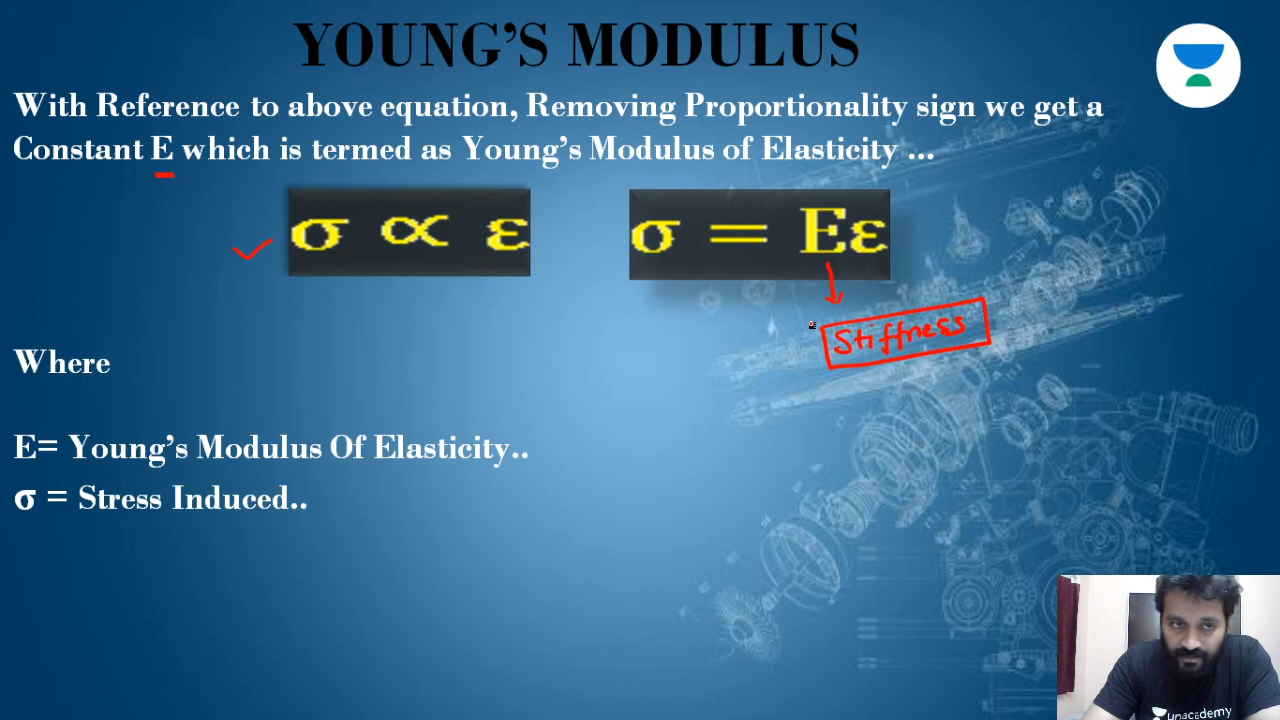 YOUNG'S MODULUS
With Reference to above equation, Removing Proportionality sign we get a
Constant E which is termed as Young's Modulus of Elasticity ...
σ ∝ ε
σ = Eε
Stiffness
Where
E= Young's Modulus Of Elasticity..
σ = Stress Induced..
unacademy